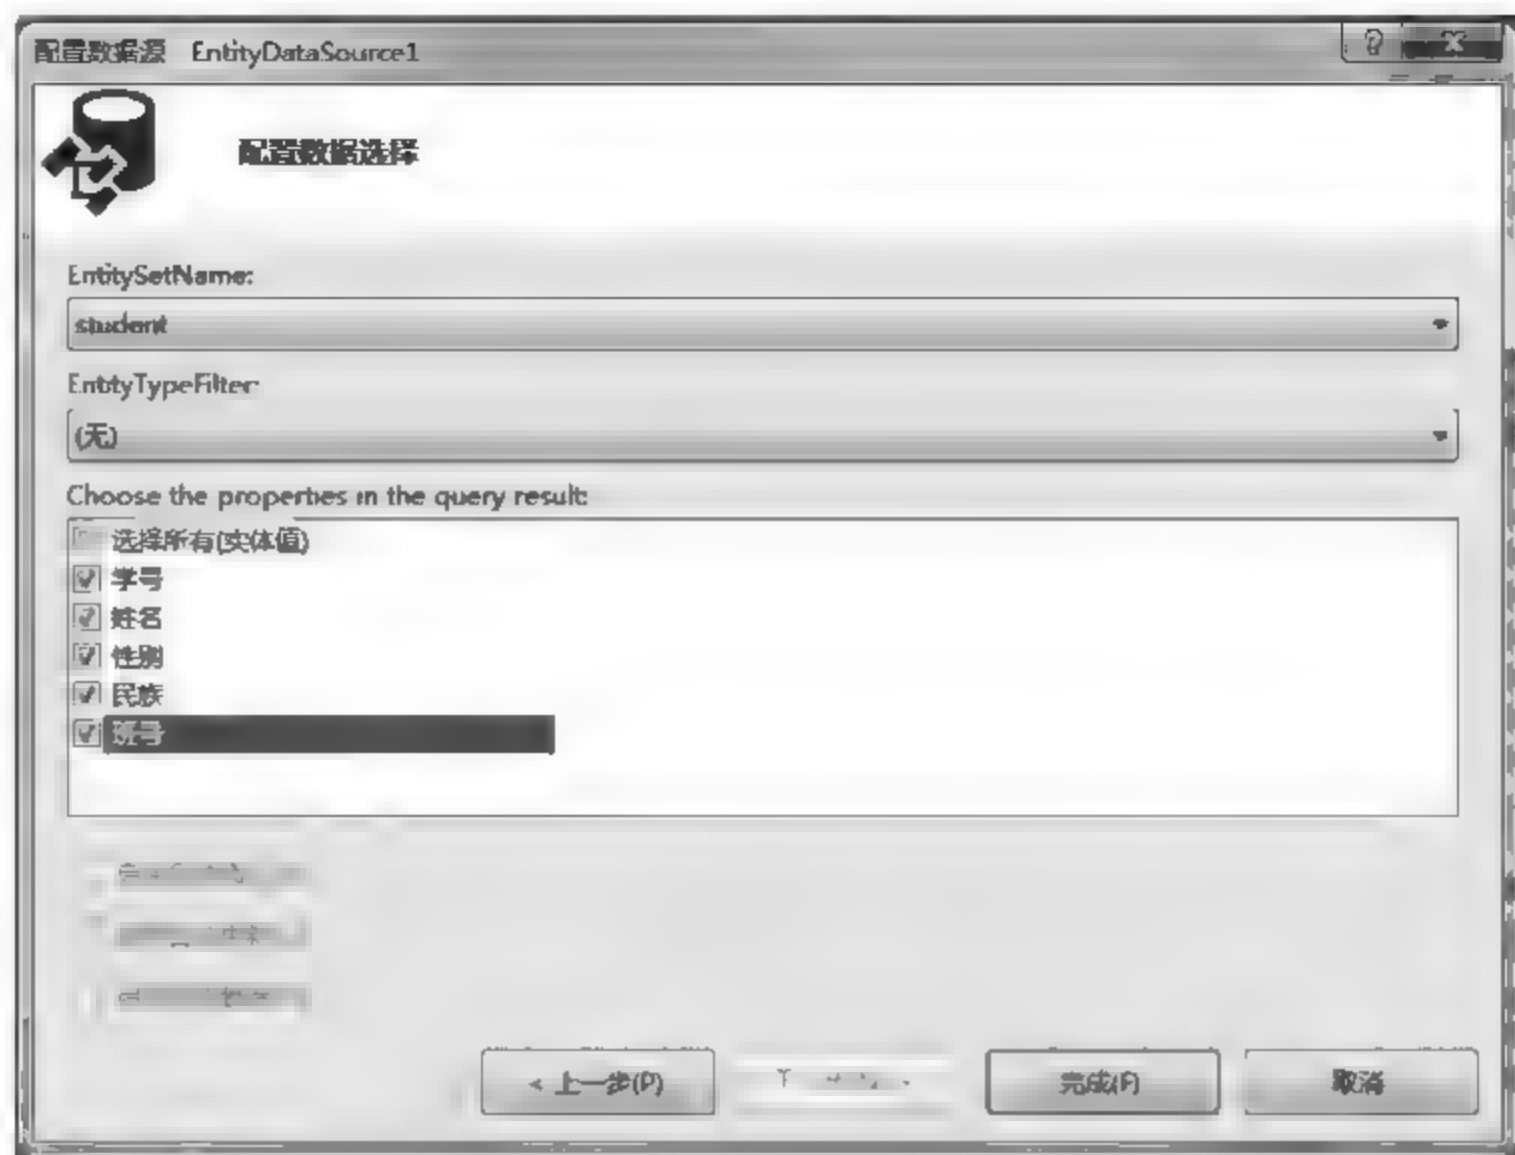 配置数据源 EntityDataSource1
配置数据选择
EntitySetName:
student
EntityTypeFilter:
(无)
Choose the properties in the query result:
选择所有(实体值)
学号
姓名
性别
民族
班号
< 上一步(P)
完成(F)
取消